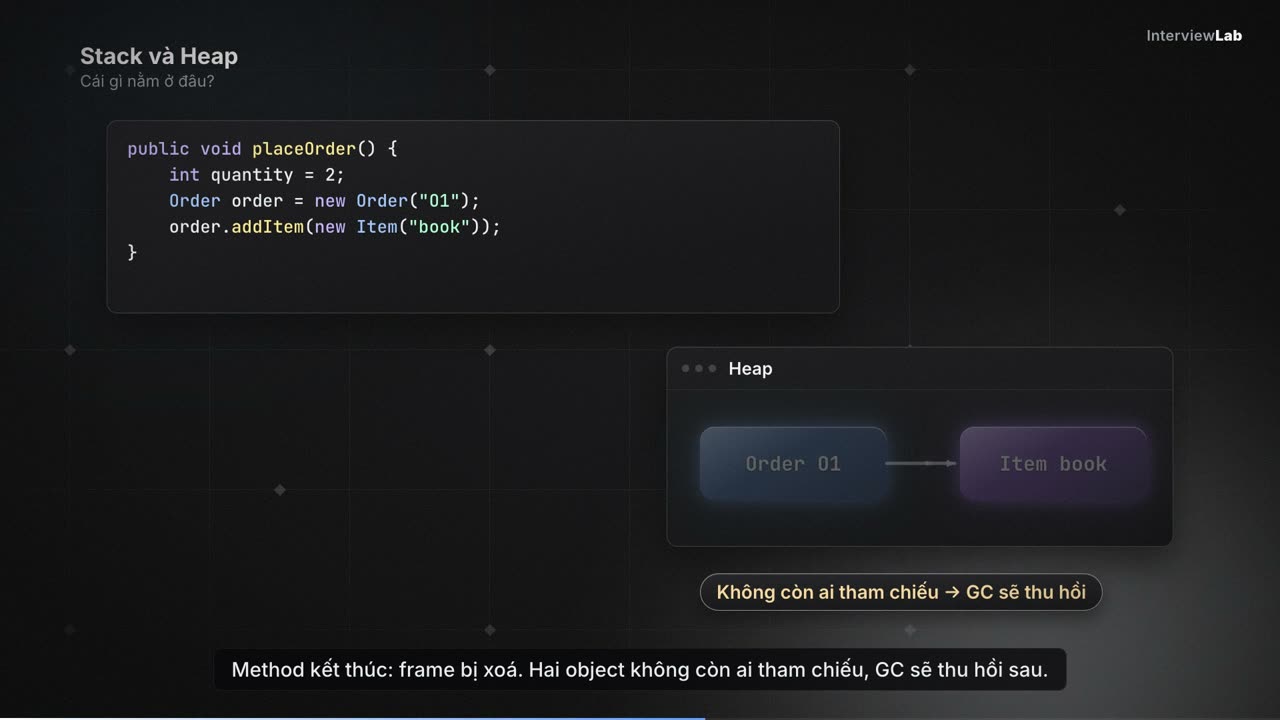 InterviewLab
Stack và Heap
Cái gì nằm ở đâu?
public void placeOrder() {
    int quantity = 2;
    Order order = new Order("O1");
    order.addItem(new Item("book"));
}
Heap
Order O1
Item book
Không còn ai tham chiếu → GC sẽ thu hồi
Method kết thúc: frame bị xoá. Hai object không còn ai tham chiếu, GC sẽ thu hồi sau.